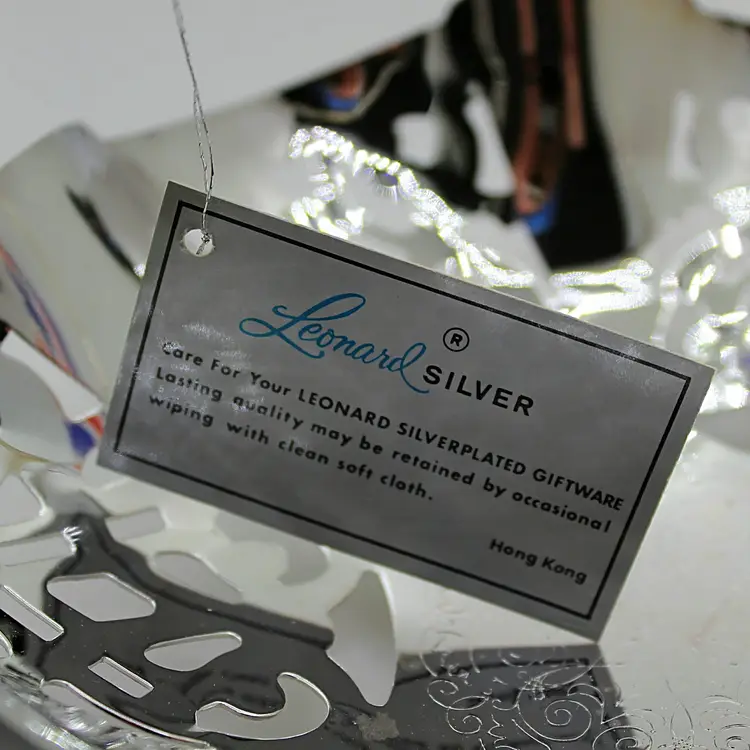 Leonard SILVER ®
Care For Your LEONARD SILVERPLATED GIFTWARE
Lasting quality may be retained by occasional
wiping with clean soft cloth.
Hong Kong